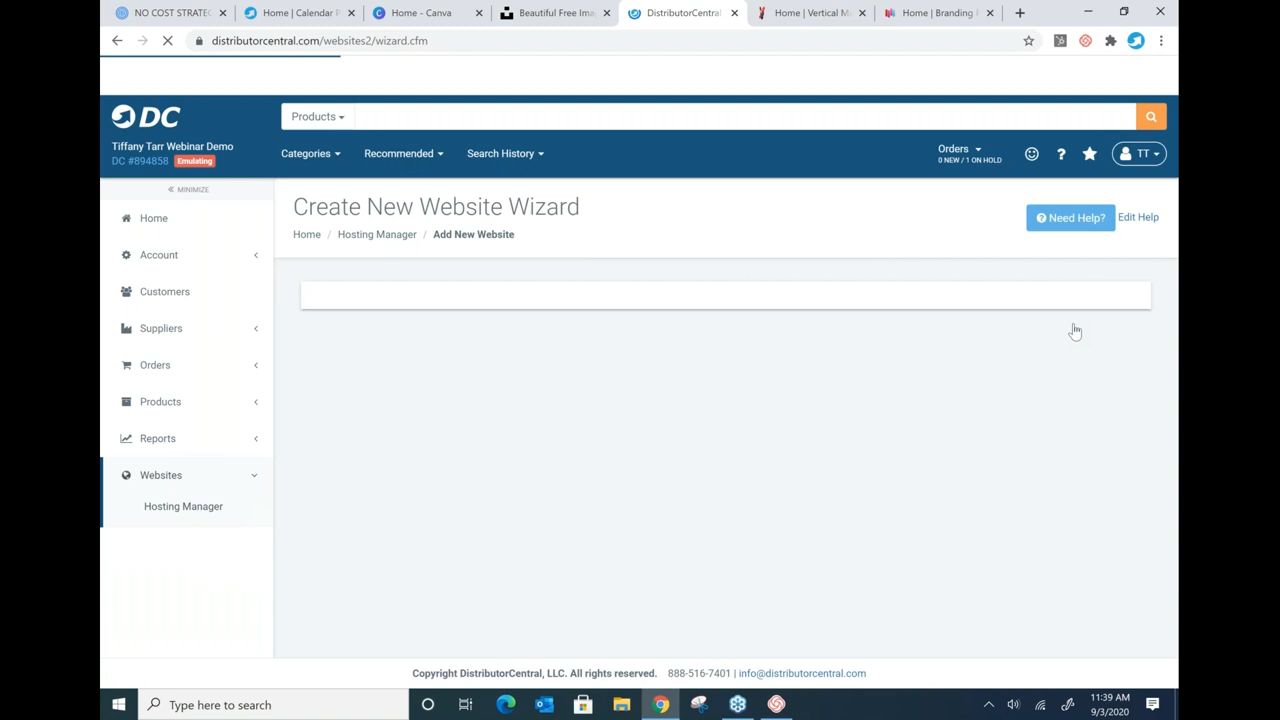 NO COST STRATE
Home | Calendar P
Home - Canva
Beautiful Free Ima
DistributorCentral
Home | Vertical M
Home | Branding
distributorcentral.com/websites2/wizard.cfm
DC
Products
Tiffany Tarr Webinar Demo
DC #894858 Emulating
Categories
Recommended
Search History
Orders
0 NEW / 1 ON HOLD
TT
MINIMIZE
Home
Account
Customers
Suppliers
Orders
Products
Reports
Websites
Hosting Manager
Create New Website Wizard
Home / Hosting Manager / Add New Website
Need Help? Edit Help
Copyright DistributorCentral, LLC. All rights reserved. 888-516-7401 | info@distributorcentral.com
Type here to search
11:39 AM
9/3/2020